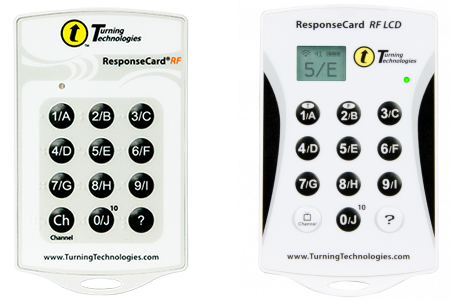 Turning
Technologies
™
ResponseCard® RF
1/A 2/B 3/C
4/D 5/E 6/F
7/G 8/H 9/I
Ch 0/J 10 ?
Channel
www.TurningTechnologies.com
ResponseCard RF LCD
41
5/E
Turning
Technologies
1/A 2/B 3/C
4/D 5/E 6/F
7/G 8/H 9/I
Channel 0/J 10 ?
www.TurningTechnologies.com